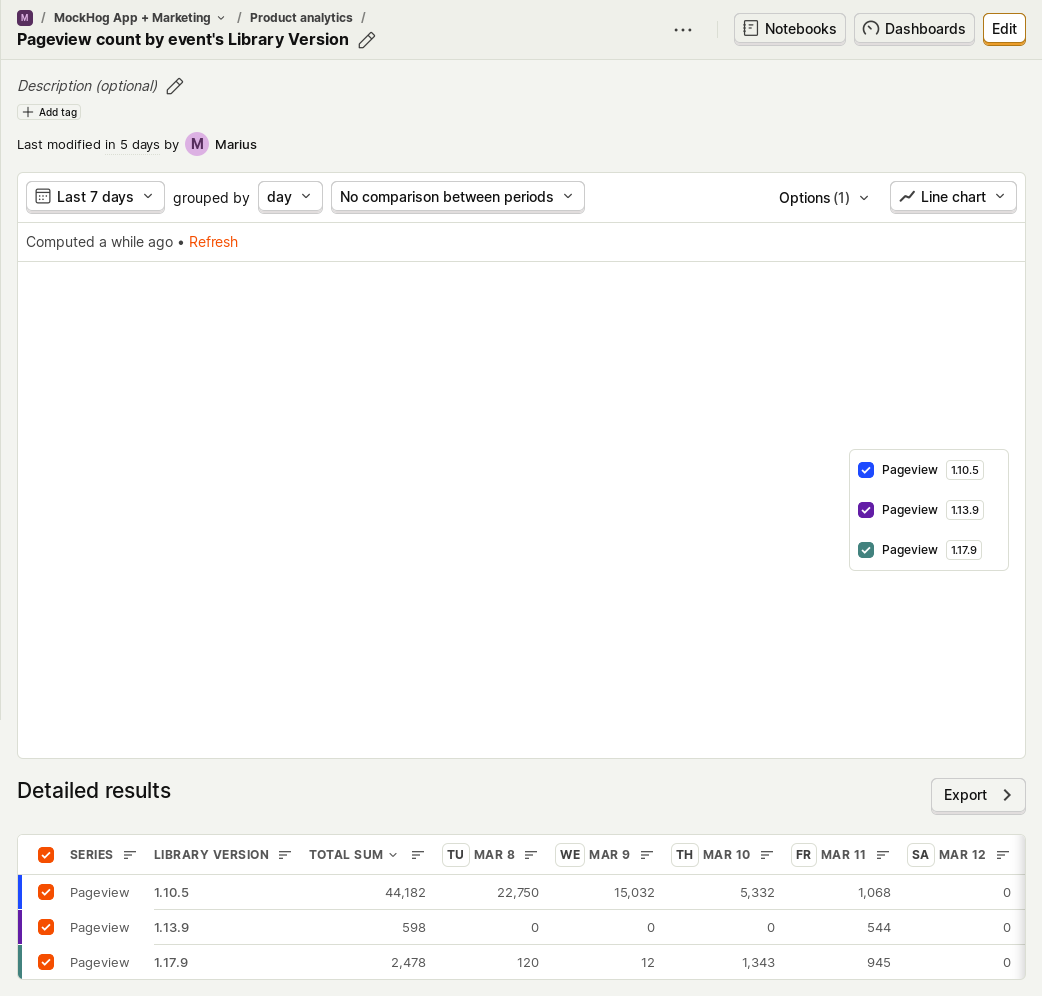 M / MockHog App + Marketing / Product analytics /
Pageview count by event's Library Version
Notebooks
Dashboards
Edit
Description (optional)
Add tag
Last modified in 5 days by M Marius
Last 7 days grouped by day No comparison between periods Options (1) Line chart
Computed a while ago • Refresh
Pageview 1.10.5
Pageview 1.13.9
Pageview 1.17.9
Detailed results
Export
SERIES LIBRARY VERSION TOTAL SUM TU MAR 8 WE MAR 9 TH MAR 10 FR MAR 11 SA MAR 12
Pageview 1.10.5 44,182 22,750 15,032 5,332 1,068 0
Pageview 1.13.9 598 0 0 0 544 0
Pageview 1.17.9 2,478 120 12 1,343 945 0